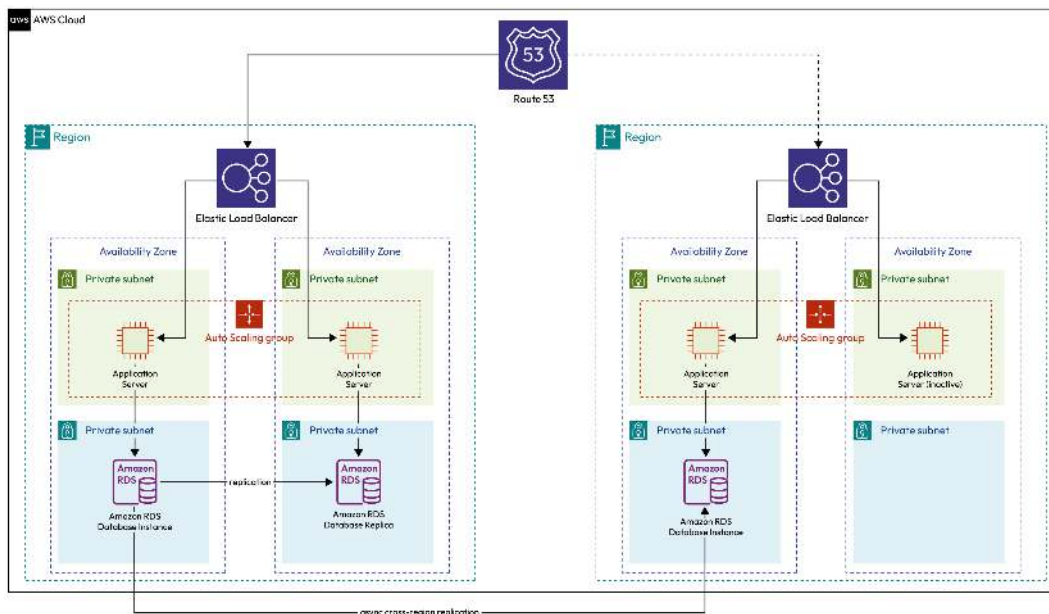 aws AWS Cloud
53
Route 53
Region
Elastic Load Balancer
Availability Zone
Availability Zone
Private subnet
Private subnet
Auto Scaling group
Application
Server
Application
Server
Private subnet
Private subnet
Amazon
RDS
replication
Amazon
RDS
Amazon RDS
Database Instance
Amazon RDS
Database Replica
Region
Elastic Load Balancer
Availability Zone
Availability Zone
Private subnet
Private subnet
Auto Scaling group
Application
Server
Application
Server (inactive)
Private subnet
Private subnet
Amazon
RDS
Amazon RDS
Database Instance
async cross-region replication